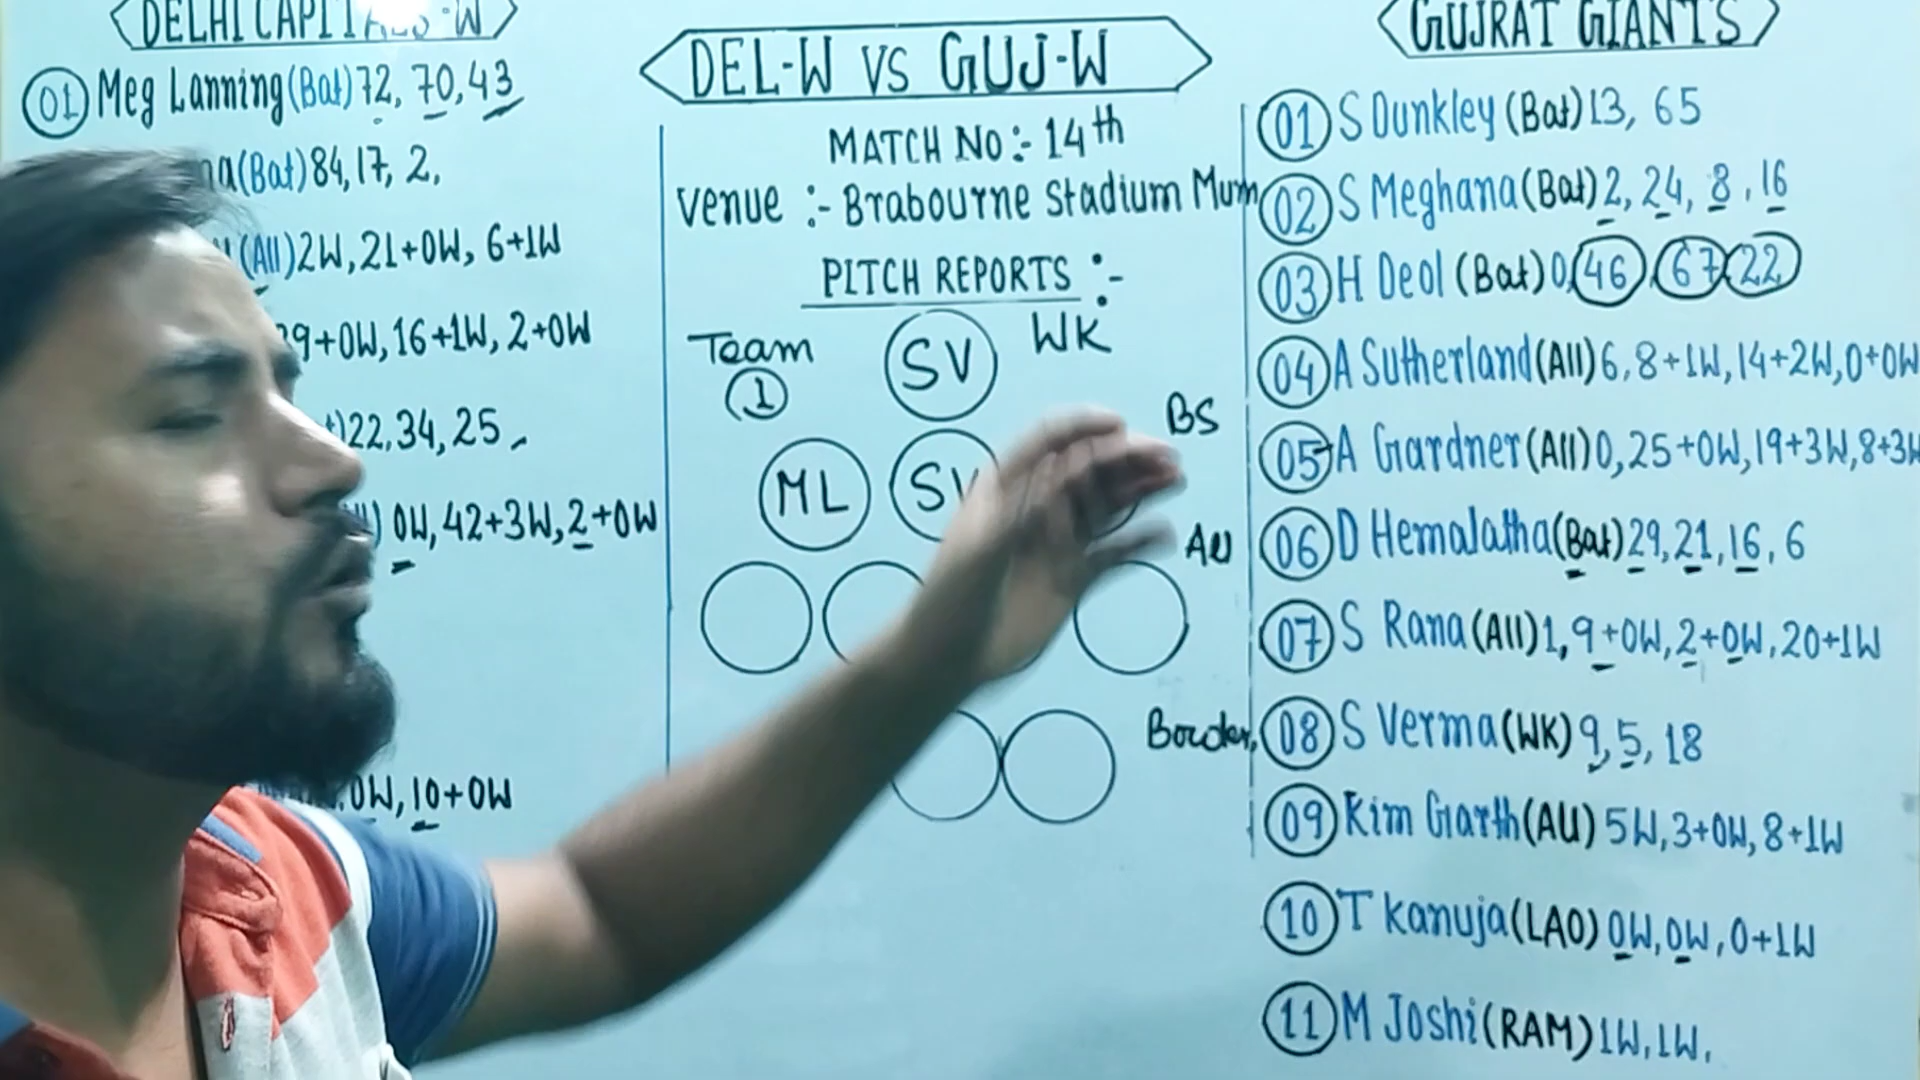 DELHI CAPITALS-W
01 Meg Lanning (Bat) 72, 70, 43
(Bat) 84, 17, 2,
(All) 2W, 21+0W, 6+1W
9+0W, 16+1W, 2+0W
22, 34, 25
0W, 42+3W, 2+0W
0W, 10+0W
DEL-W VS GUJ-W
MATCH No:- 14th
Venue :- Brabourne Stadium Mum
PITCH REPORTS :-
Team
1
SV
WK
BS
ML
SV
All
GUJRAT GIANTS
01 S Dunkley (Bat) 13, 65
02 S Meghana (Bat) 2, 24, 8, 16
03 H Deol (Bat) 0, 46, 67, 22
04 A Sutherland (All) 6, 8+1W, 14+2W, 0+0W
05 A Gardner (All) 0, 25+0W, 19+3W, 8+3W
06 D Hemalatha (Bat) 29, 21, 16, 6
07 S Rana (All) 1, 9+0W, 2+0W, 20+1W
08 S Verma (WK) 9, 5, 18
09 Kim Garth (All) 5W, 3+0W, 8+1W
10 T Kanuja (LAO) 0W, 0W, 0+1W
11 M Joshi (RAM) 1W, 1W,